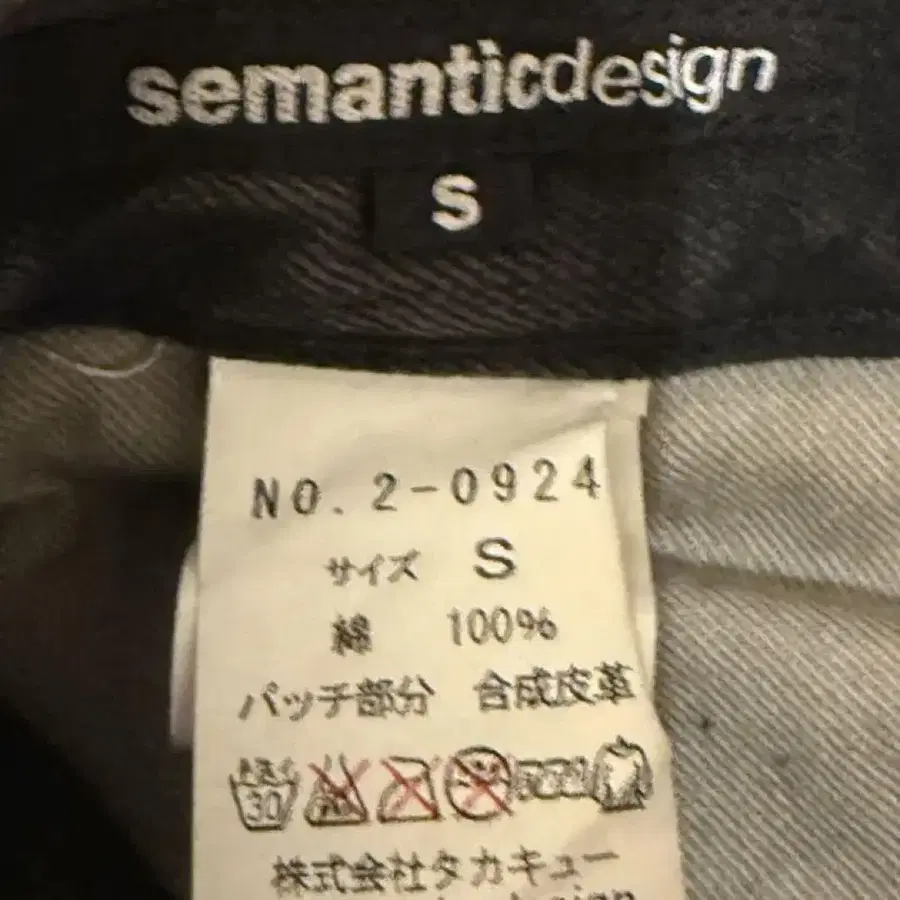 semanticdesign
S
NO. 2-0924
サイズ S
綿 100%
パッチ部分 合成皮革
30
株式会社タカキュー